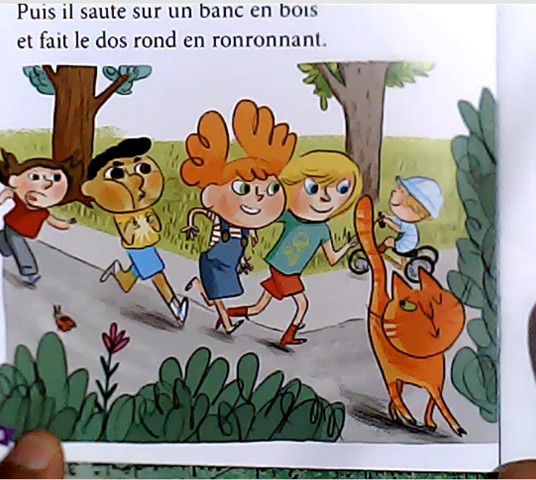 Puis il saute sur un banc en bois
et fait le dos rond en ronronnant.